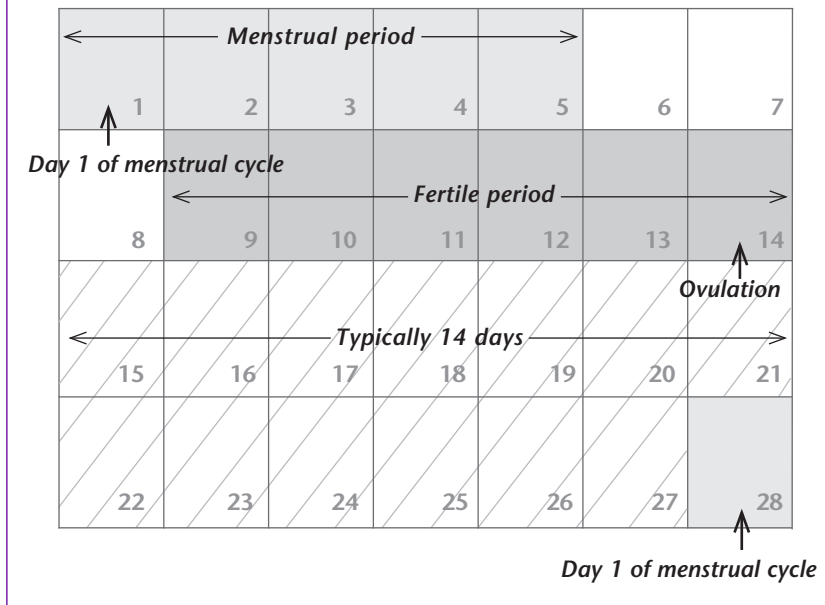 Menstrual period
1 2 3 4 5 6 7
Day 1 of menstrual cycle
Fertile period
8 9 10 11 12 13 14
Ovulation
Typically 14 days
15 16 17 18 19 20 21
22 23 24 25 26 27 28
Day 1 of menstrual cycle